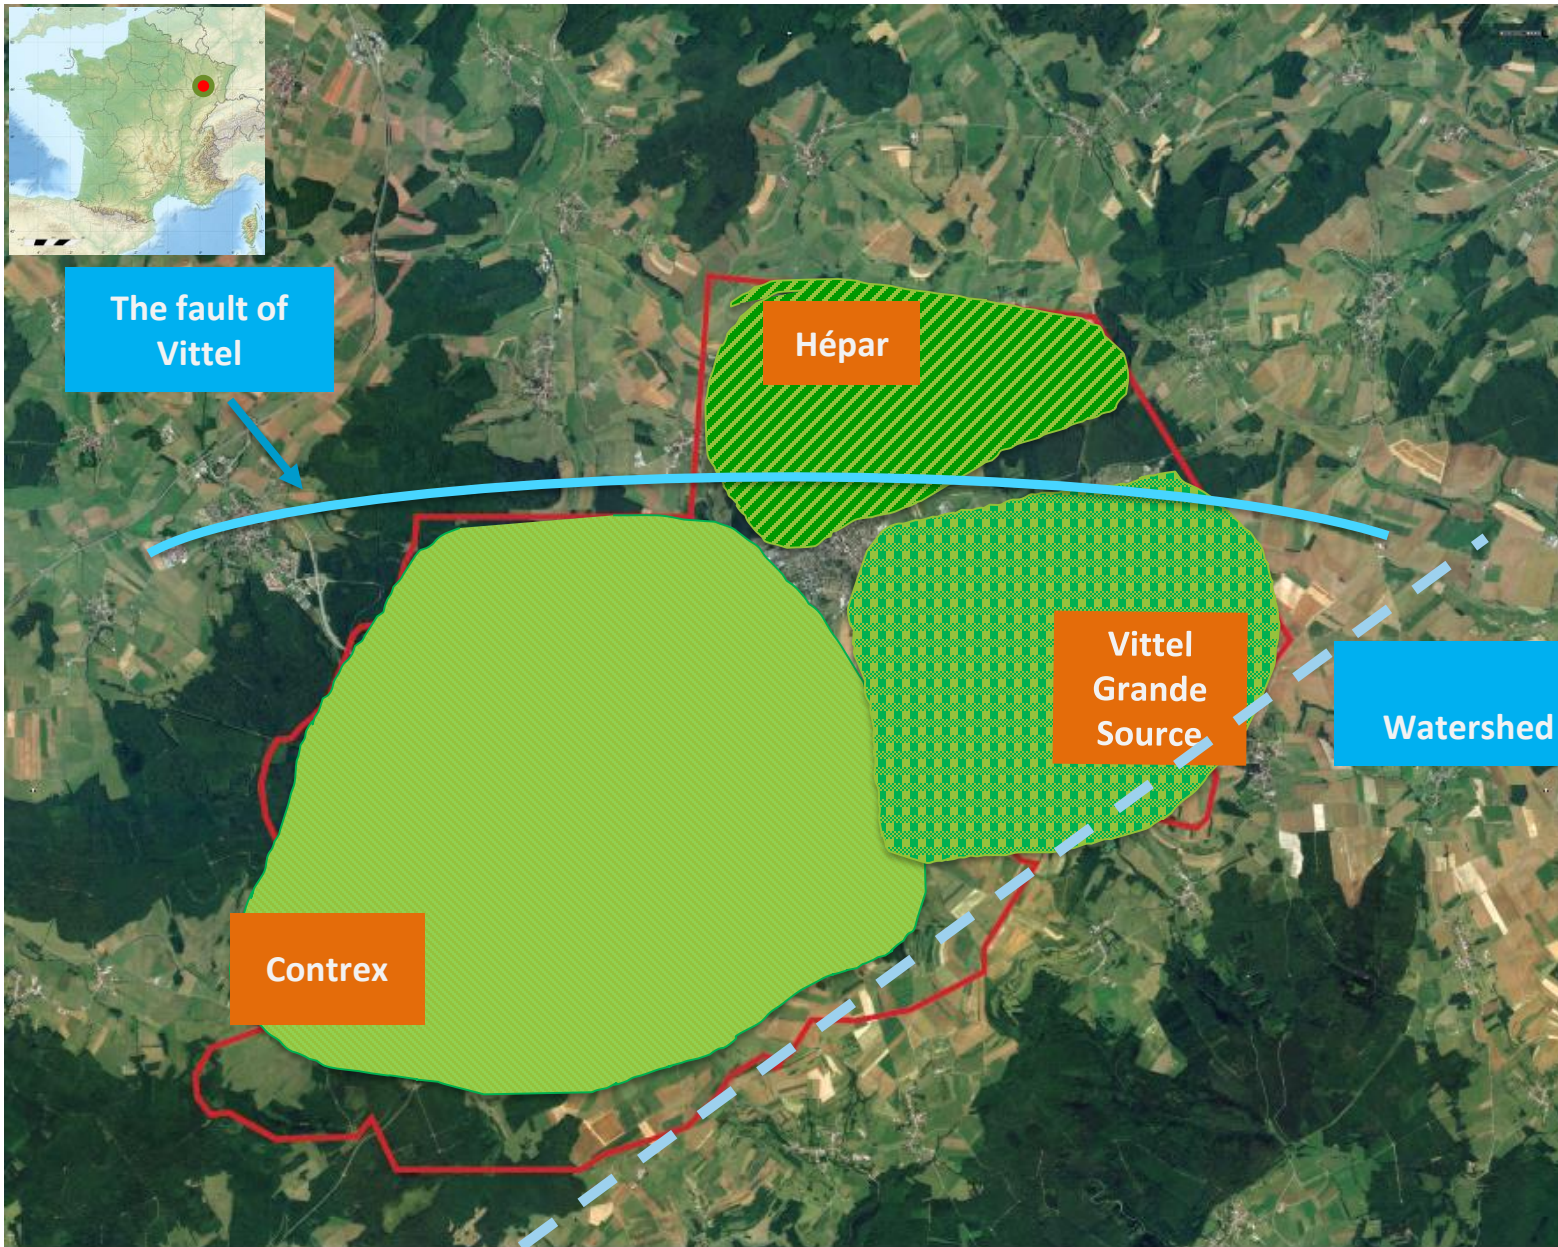 The fault of
Vittel
Hépar
Vittel
Grande
Source
Watershed
Contrex